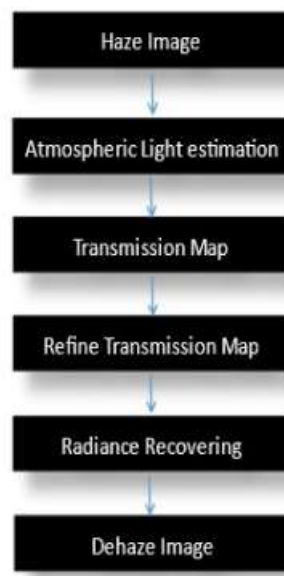 Haze Image
Atmospheric Light estimation
Transmission Map
Refine Transmission Map
Radiance Recovering
Dehaze Image